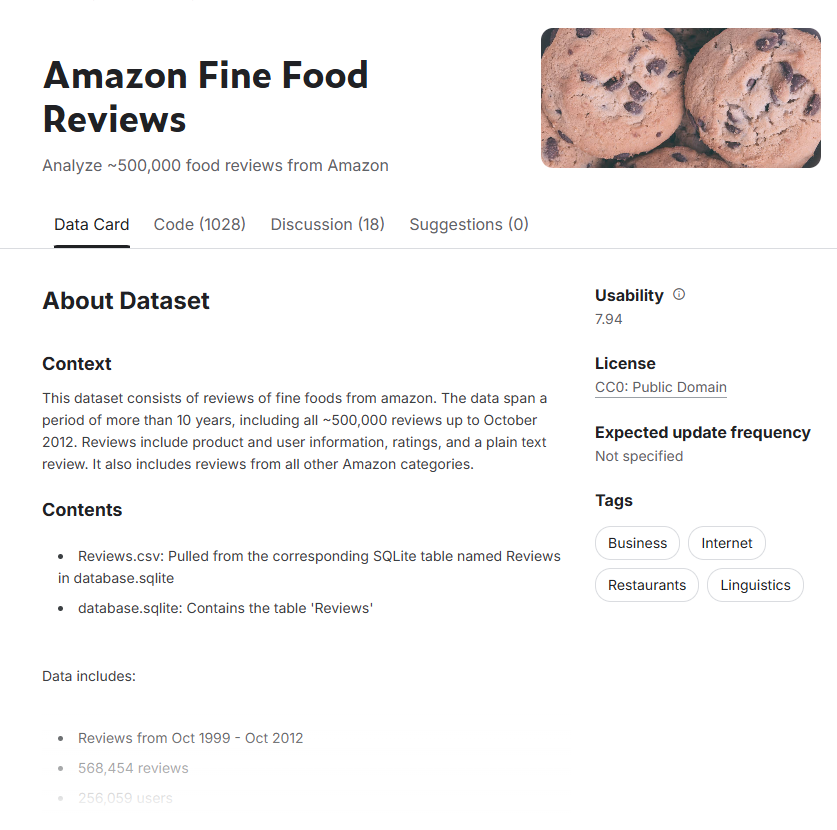 Amazon Fine Food
Reviews
Analyze ~500,000 food reviews from Amazon
Data Card
Code (1028)
Discussion (18)
Suggestions (0)
About Dataset
Context
This dataset consists of reviews of fine foods from amazon. The data span a
period of more than 10 years, including all ~500,000 reviews up to October
2012. Reviews include product and user information, ratings, and a plain text
review. It also includes reviews from all other Amazon categories.
Contents
• Reviews.csv: Pulled from the corresponding SQLite table named Reviews
in database.sqlite
• database.sqlite: Contains the table 'Reviews'
Data includes:
• Reviews from Oct 1999 - Oct 2012
• 568,454 reviews
• 256,059 users
Usability
7.94
License
CC0: Public Domain
Expected update frequency
Not specified
Tags
Business
Internet
Restaurants
Linguistics